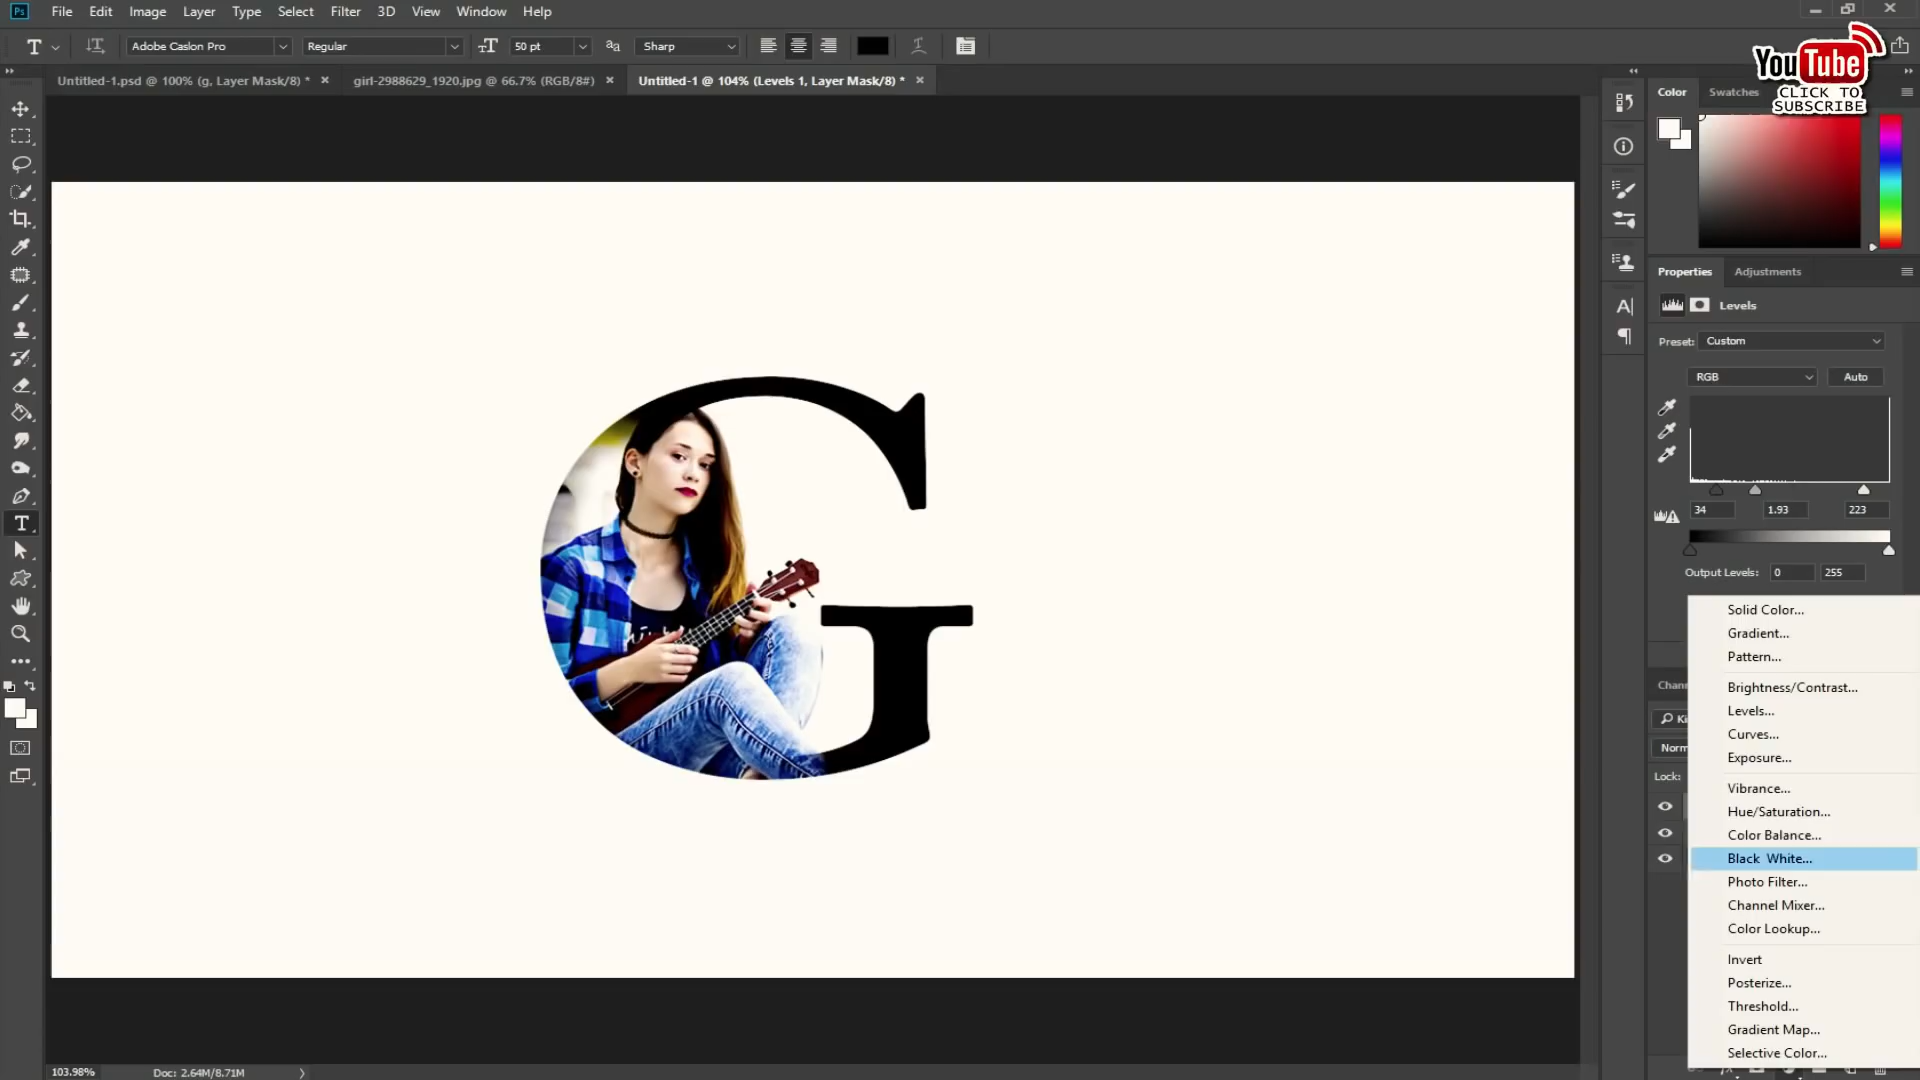 Ps File Edit Image Layer Type Select Filter 3D View Window Help
T Adobe Caslon Pro Regular 50 pt aa Sharp
YouTube
CLICK TO
SUBSCRIBE
Untitled-1.psd @ 100% (g, Layer Mask/8) * girl-2988629_1920.jpg @ 66.7% (RGB/8#) Untitled-1 @ 104% (Levels 1, Layer Mask/8) *
Color Swatches
Properties Adjustments
Levels
Preset: Custom
RGB Auto
34 1.93 223
Output Levels: 0 255
G
Solid Color...
Gradient...
Pattern...
Chann
Brightness/Contrast...
Levels...
Ki
Curves...
Norm
Exposure...
Lock:
Vibrance...
Hue/Saturation...
Color Balance...
Black  White...
Photo Filter...
Channel Mixer...
Color Lookup...
Invert
Posterize...
Threshold...
Gradient Map...
Selective Color...
103.98% Doc: 2.64M/8.71M